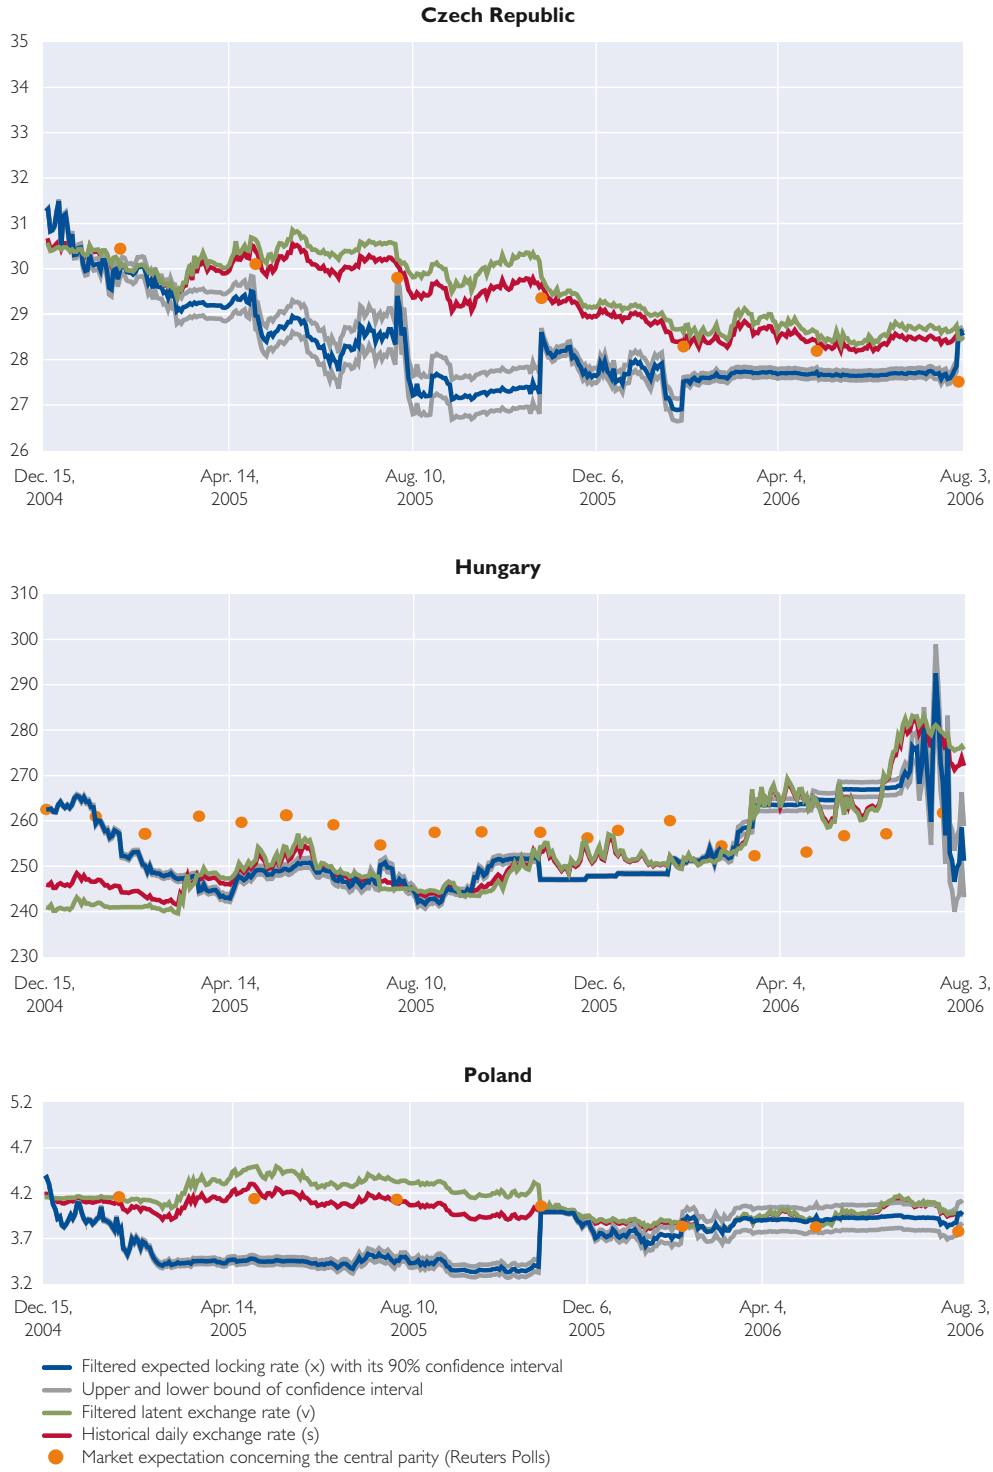 Czech Republic
35
34
33
32
31
30
29
28
27
26
Dec. 15, Apr. 14, Aug. 10, Dec. 6, Apr. 4, Aug. 3,
2004 2005 2005 2005 2006 2006
Hungary
310
300
290
280
270
260
250
240
230
Dec. 15, Apr. 14, Aug. 10, Dec. 6, Apr. 4, Aug. 3,
2004 2005 2005 2005 2006 2006
Poland
5.2
4.7
4.2
3.7
3.2
Dec. 15, Apr. 14, Aug. 10, Dec. 6, Apr. 4, Aug. 3,
2004 2005 2005 2005 2006 2006
Filtered expected locking rate (x) with its 90% confidence interval
Upper and lower bound of confidence interval
Filtered latent exchange rate (v)
Historical daily exchange rate (s)
Market expectation concerning the central parity (Reuters Polls)